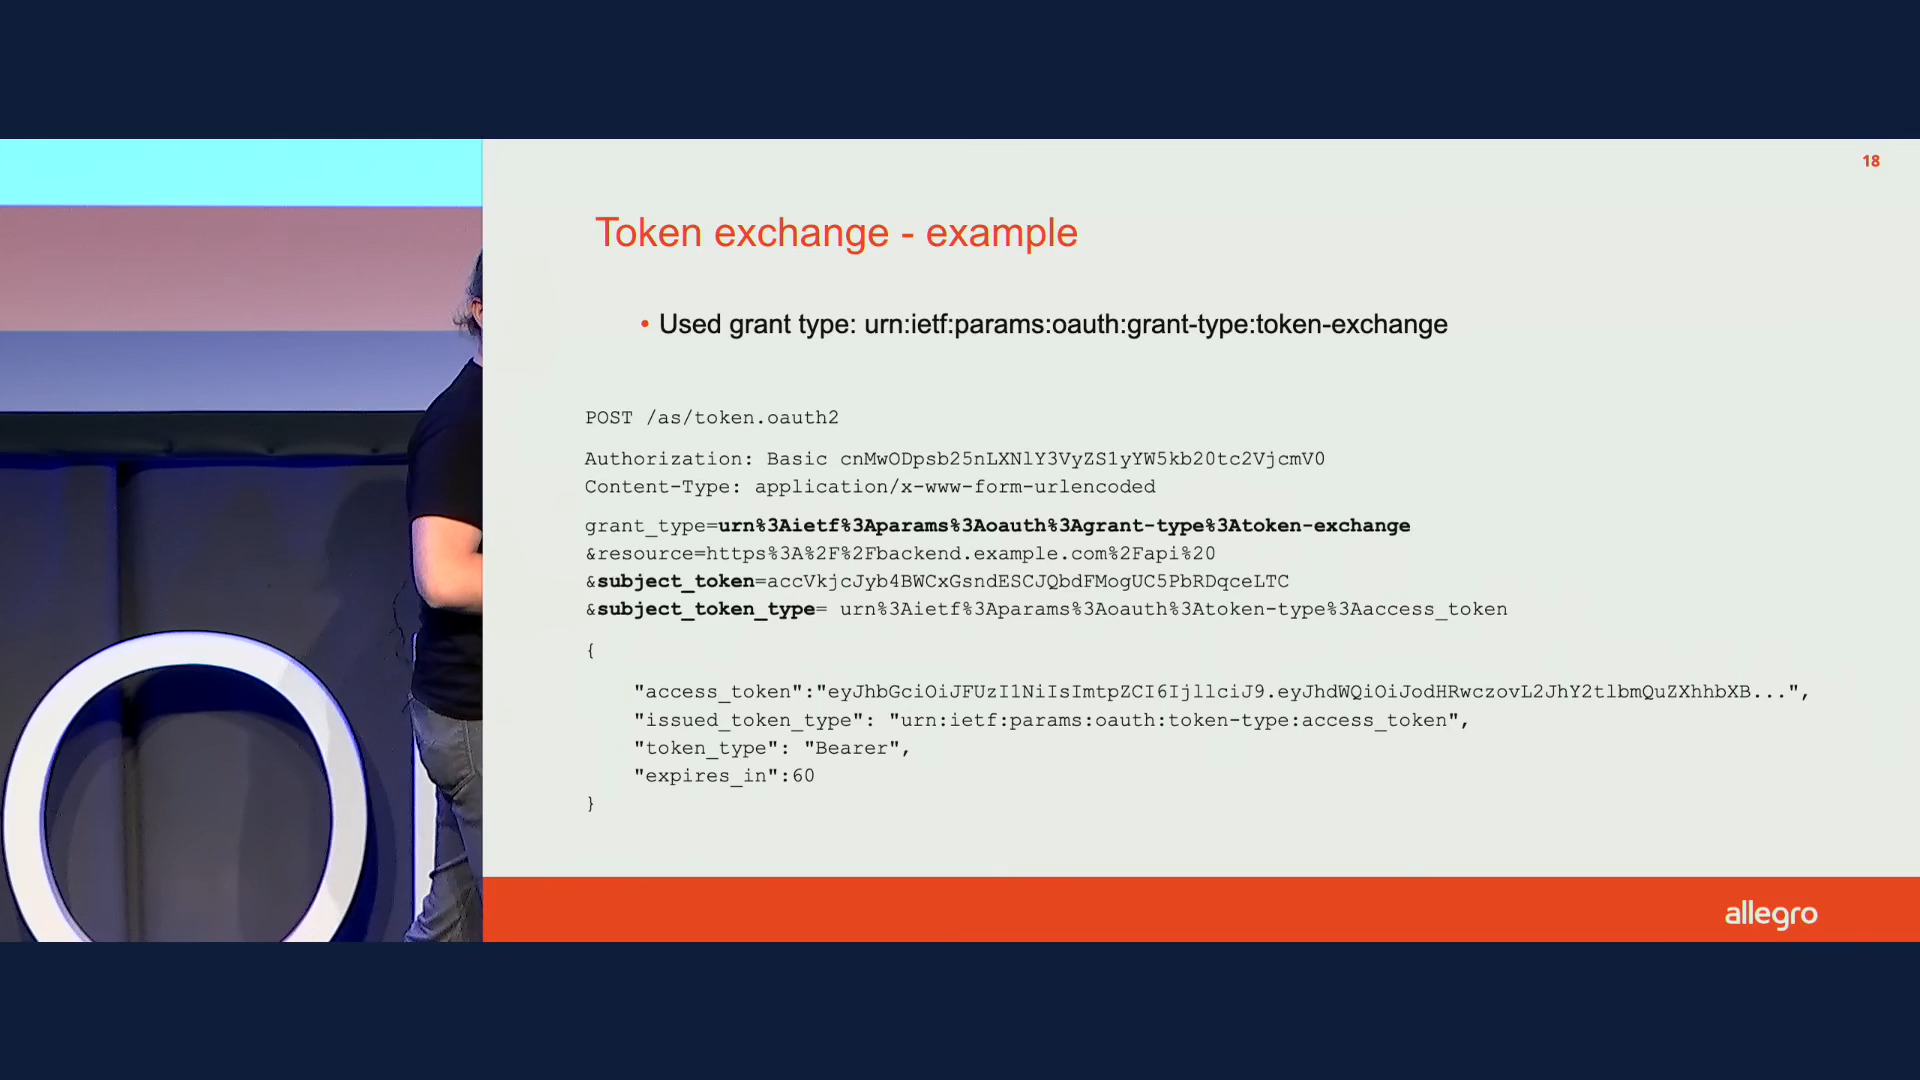 18
Token exchange - example
• Used grant type: urn:ietf:params:oauth:grant-type:token-exchange
POST /as/token.oauth2
Authorization: Basic cnMwODpsb25nLXNlY3VyZS1yYW5kb20tc2VjcmV0
Content-Type: application/x-www-form-urlencoded
grant_type=urn%3Aietf%3Aparams%3Aoauth%3Agrant-type%3Atoken-exchange
&resource=https%3A%2F%2Fbackend.example.com%2Fapi%20
&subject_token=accVkjcJyb4BWCxGsndESCJQbdFMogUC5PbRDqceLTC
&subject_token_type= urn%3Aietf%3Aparams%3Aoauth%3Atoken-type%3Aaccess_token
{
"access_token":"eyJhbGciOiJFUzI1NiIsImtpZCI6IjllciJ9.eyJhdWQiOiJodHRwczovL2JhY2tlbmQuZXhhbXB...",
"issued_token_type": "urn:ietf:params:oauth:token-type:access_token",
"token_type": "Bearer",
"expires_in":60
}
allegro